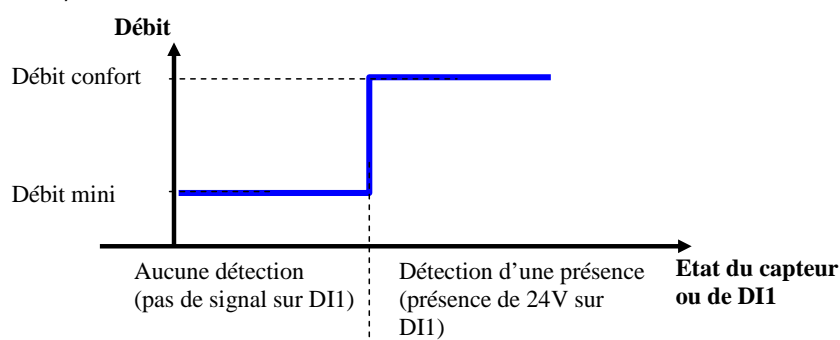 Débit
Débit confort
Débit mini
Aucune détection
(pas de signal sur DI1)
Détection d’une présence
(présence de 24V sur
DI1)
Etat du capteur
ou de DI1